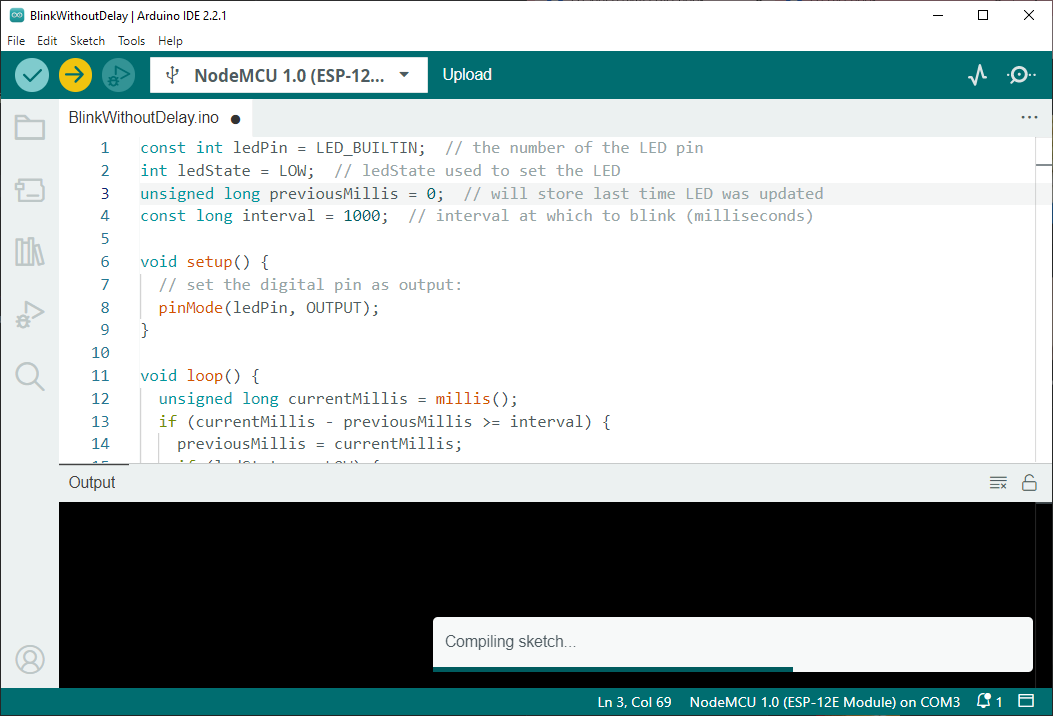 BlinkWithoutDelay | Arduino IDE 2.2.1
File Edit Sketch Tools Help
NodeMCU 1.0 (ESP-12... Upload
BlinkWithoutDelay.ino
1 const int ledPin = LED_BUILTIN;  // the number of the LED pin
2 int ledState = LOW;  // ledState used to set the LED
3 unsigned long previousMillis = 0;  // will store last time LED was updated
4 const long interval = 1000;  // interval at which to blink (milliseconds)
5
6 void setup() {
7   // set the digital pin as output:
8   pinMode(ledPin, OUTPUT);
9 }
10
11 void loop() {
12   unsigned long currentMillis = millis();
13   if (currentMillis - previousMillis >= interval) {
14     previousMillis = currentMillis;
Output
Compiling sketch...
Ln 3, Col 69 NodeMCU 1.0 (ESP-12E Module) on COM3 1